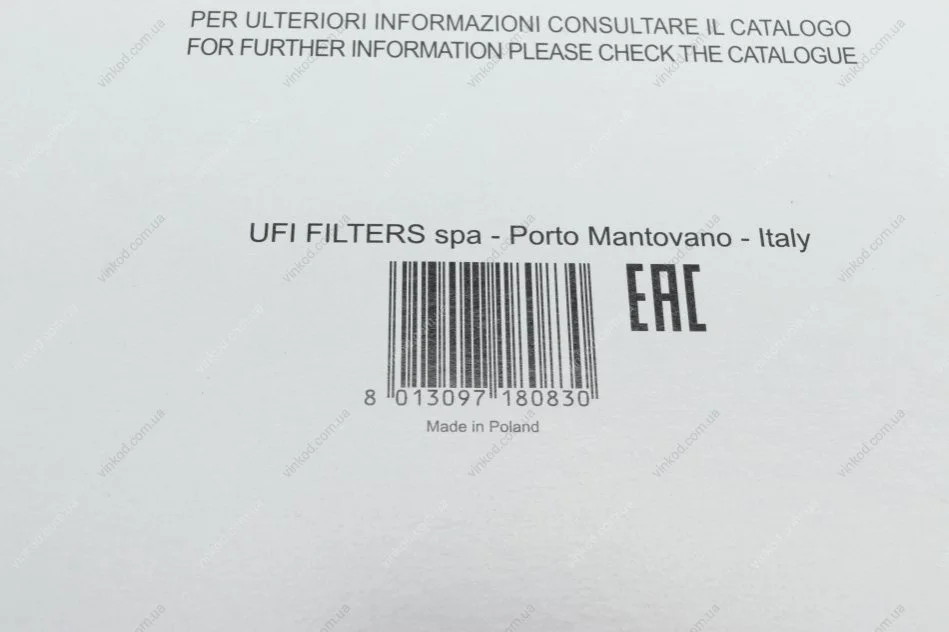 PER ULTERIORI INFORMAZIONI CONSULTARE IL CATALOGO
FOR FURTHER INFORMATION PLEASE CHECK THE CATALOGUE
UFI FILTERS spa - Porto Mantovano - Italy
EAC
8 013097 180830
Made in Poland
vinkod.com.ua